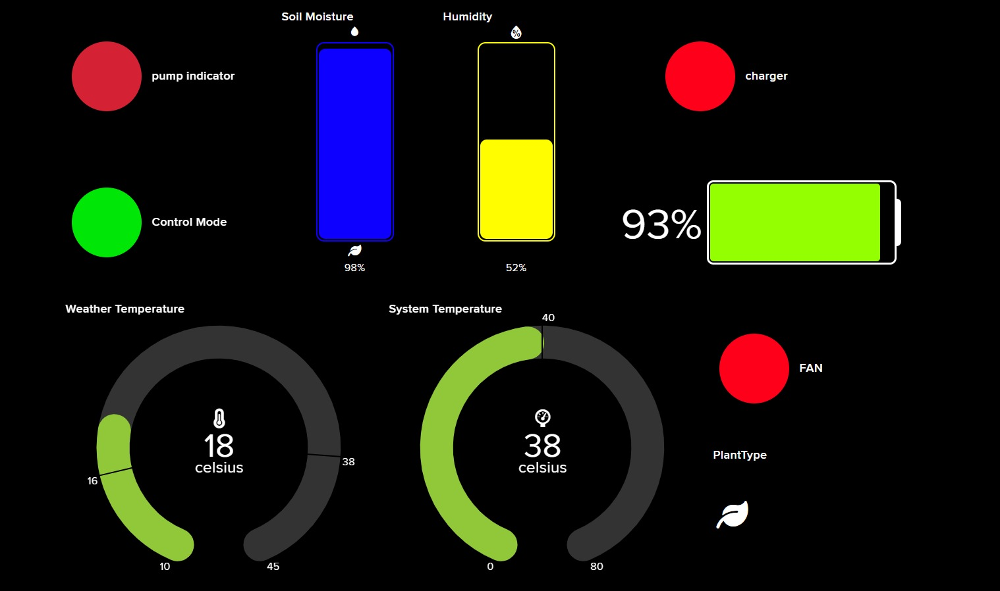 Soil Moisture
Humidity
%
pump indicator
charger
Control Mode
93%
98%
52%
Weather Temperature
System Temperature
40
FAN
18
celsius
38
celsius
PlantType
38
16
10
45
0
80